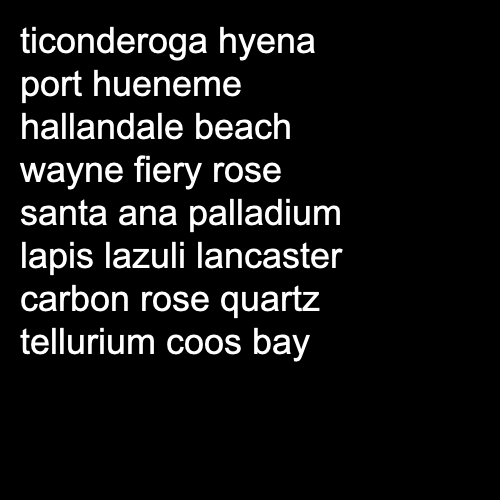 ticonderoga hyena
port hueneme
hallandale beach
wayne fiery rose
santa ana palladium
lapis lazuli lancaster
carbon rose quartz
tellurium coos bay